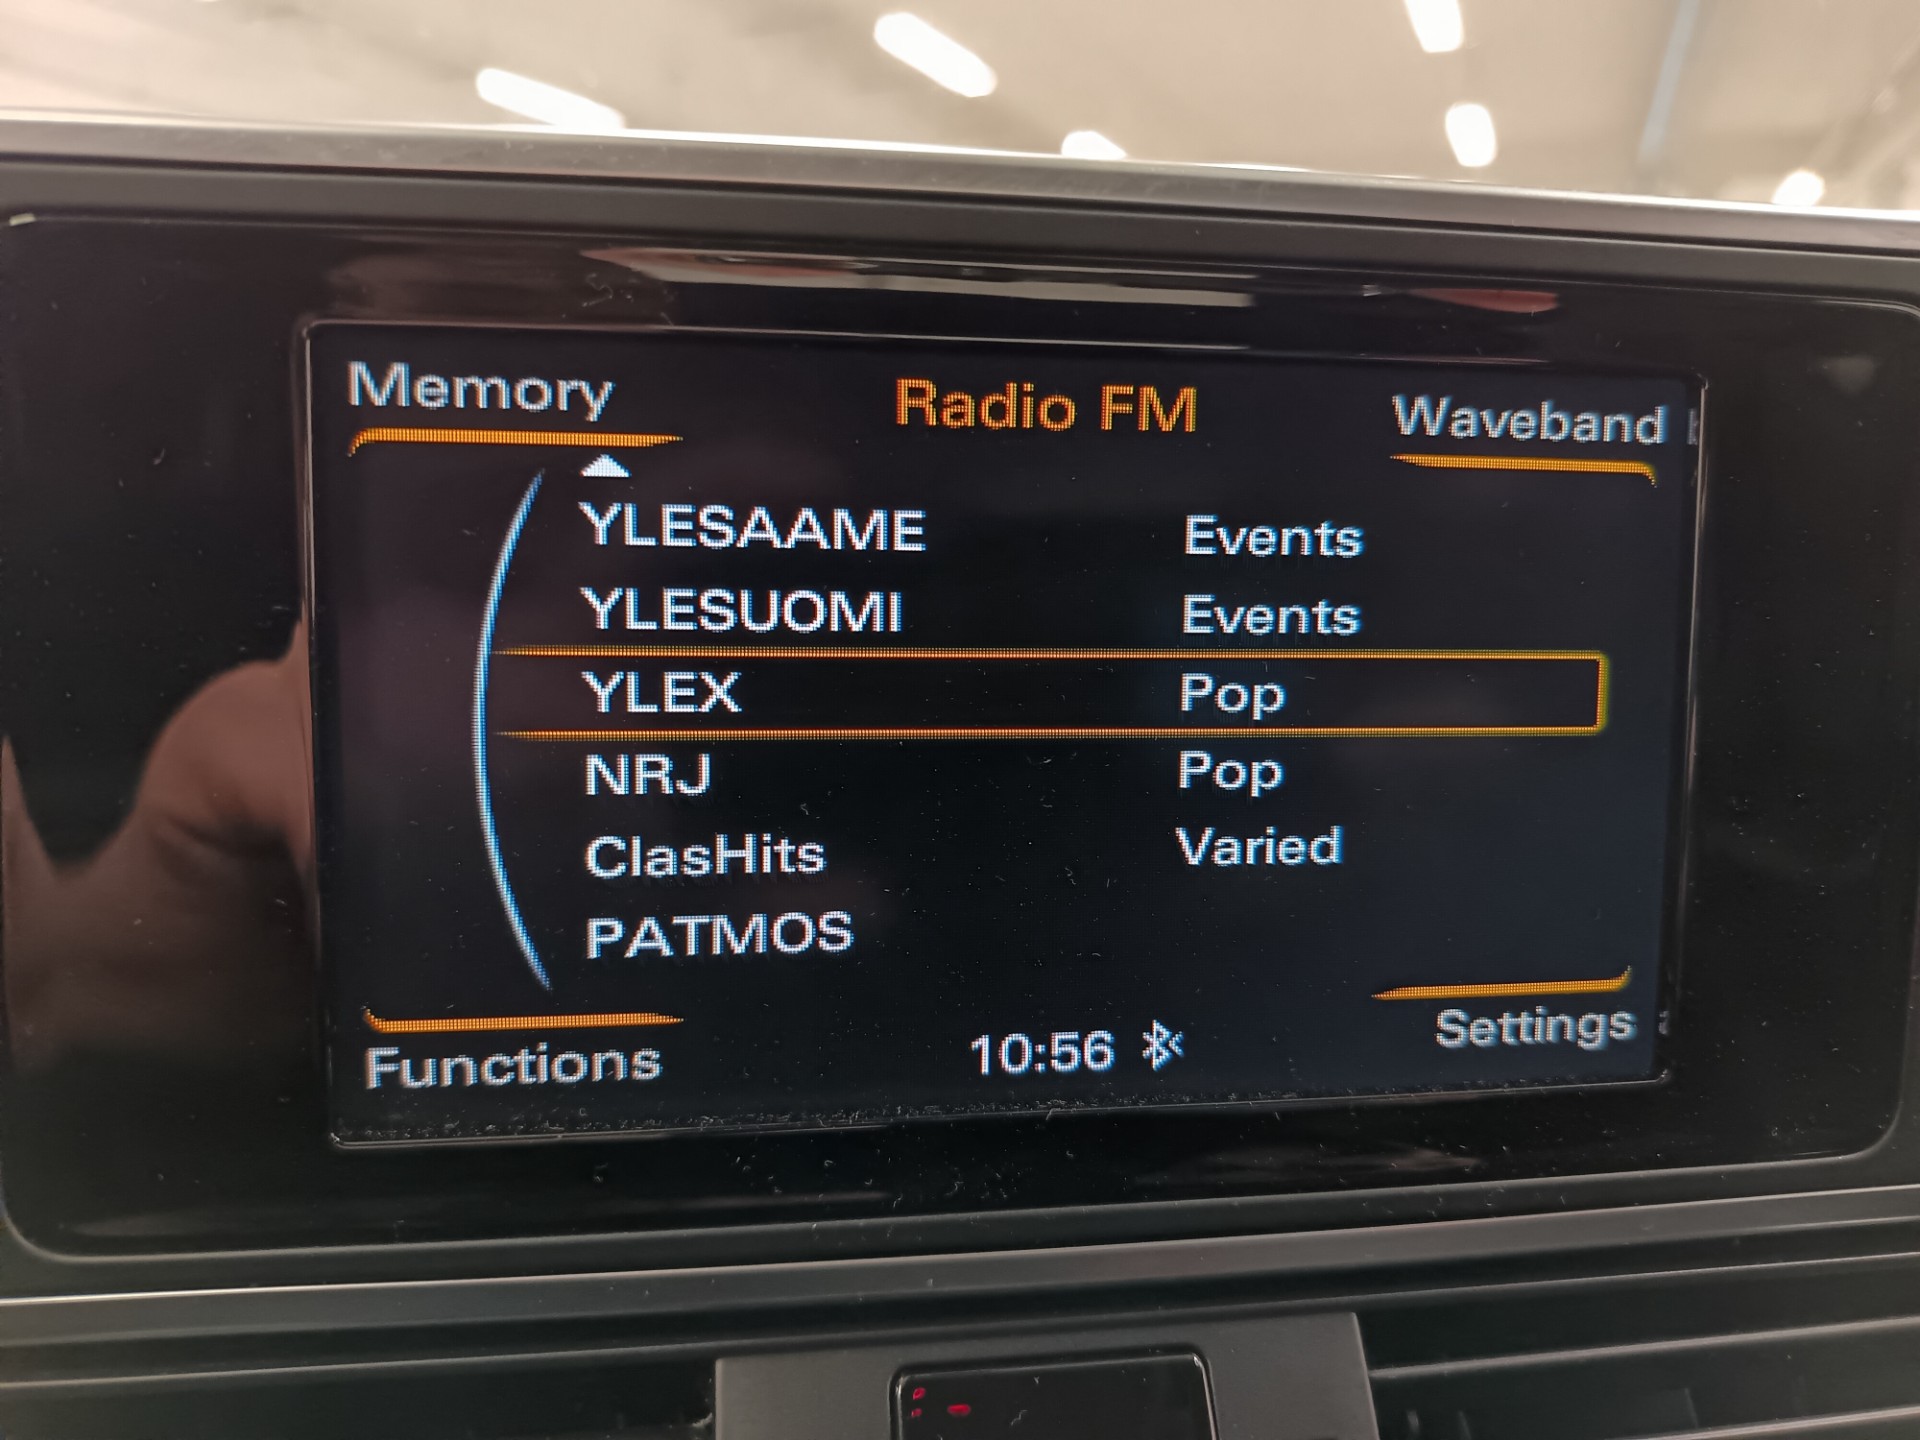 Memory Radio FM Waveband
YLESAAME Events
YLESUOMI Events
YLEX Pop
NRJ Pop
ClasHits Varied
PATMOS
Functions 10:56 Settings